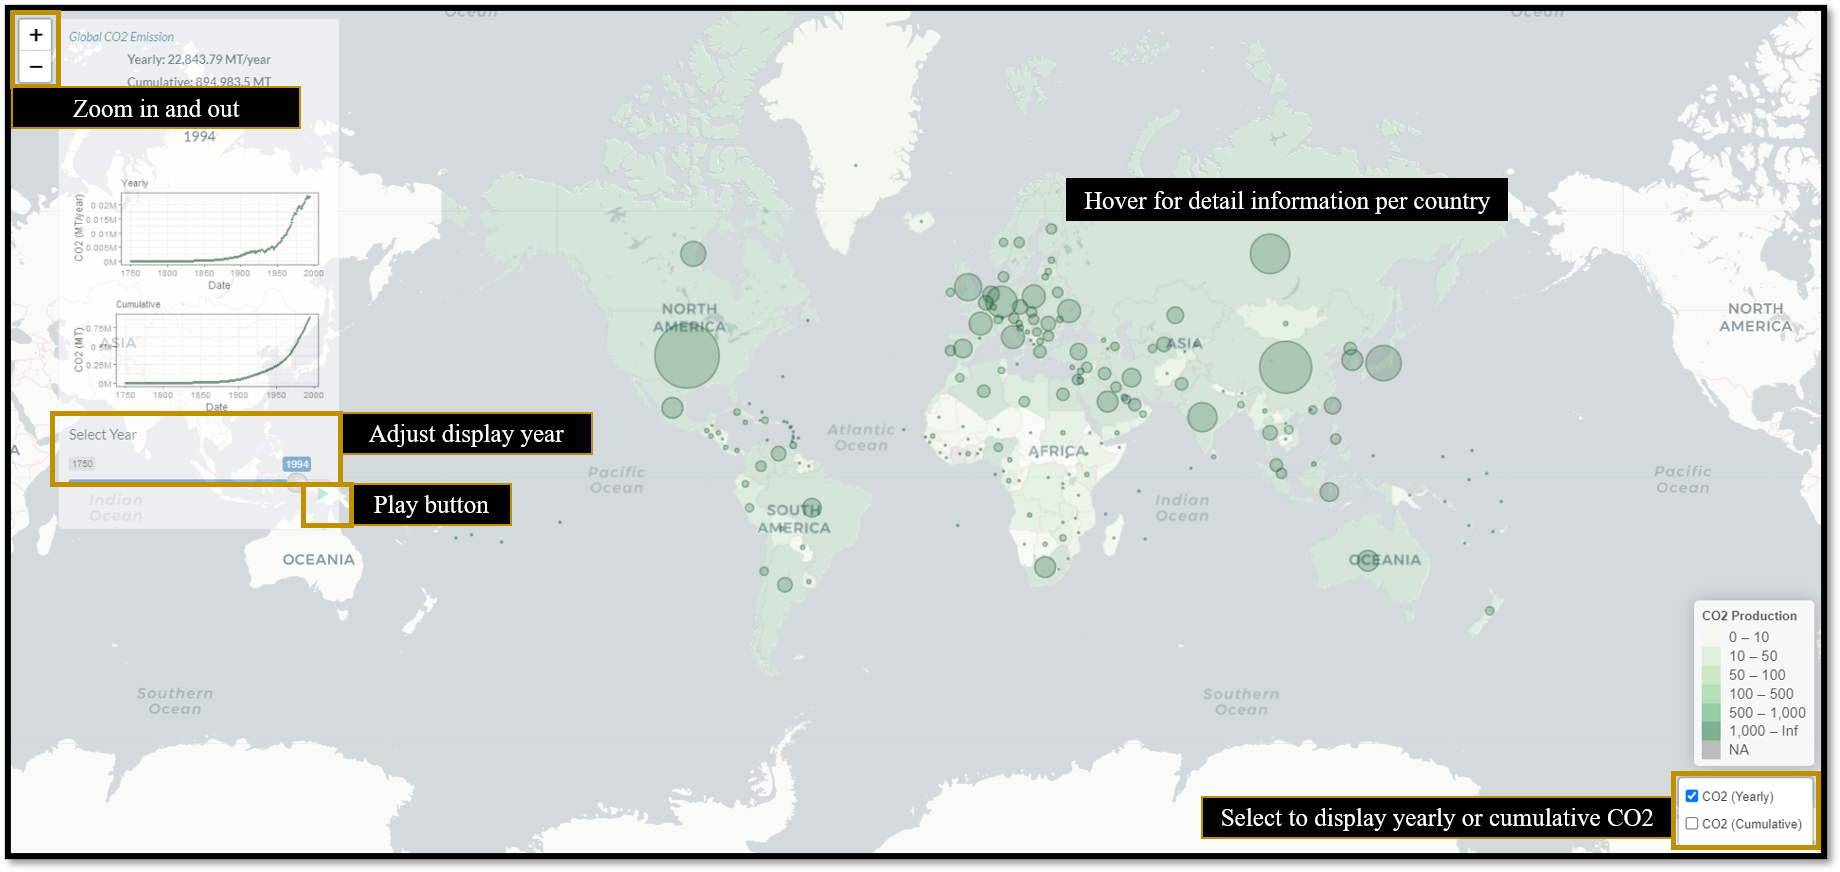 Ocean
Ocean
+
−
Global CO2 Emission
Yearly: 22,843.79 MT/year
Cumulative: 894,983.5 MT
Zoom in and out
1994
Yearly
CO2 (MT/year)
0.02M
0.015M
0.01M
0.005M
0M
1750 1800 1850 1900 1950 2000
Date
Cumulative
CO2 (MT)
0.75M
0.5M
0.25M
0M
1750 1800 1850 1900 1950 2000
Date
ASIA
Select Year
1750
1994
Adjust display year
Play button
Indian
Ocean
OCEANIA
Southern
Ocean
Pacific
Ocean
NORTH
AMERICA
SOUTH
AMERICA
Atlantic
Ocean
AFRICA
Hover for detail information per country
ASIA
Indian
Ocean
OCEANIA
Southern
Ocean
NORTH
AMERICA
Pacific
Ocean
CO2 Production
0 – 10
10 – 50
50 – 100
100 – 500
500 – 1,000
1,000 – Inf
NA
Select to display yearly or cumulative CO2
CO2 (Yearly)
CO2 (Cumulative)